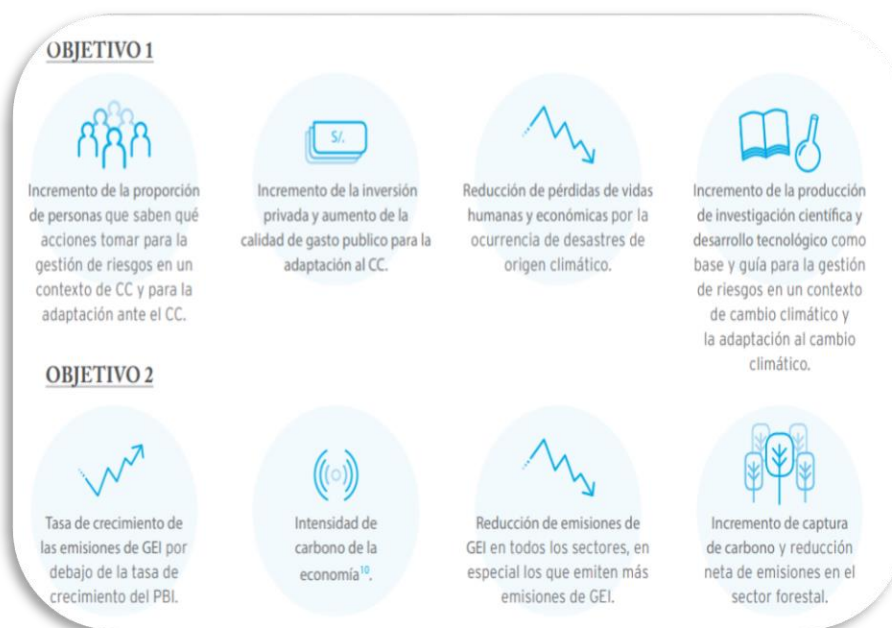 OBJETIVO 1
S/.
Incremento de la proporción
de personas que saben qué
acciones tomar para la
gestión de riesgos en un
contexto de CC y para la
adaptación ante el CC.
Incremento de la inversión
privada y aumento de la
calidad de gasto publico para la
adaptación al CC.
Reducción de pérdidas de vidas
humanas y económicas por la
ocurrencia de desastres de
origen climático.
Incremento de la producción
de investigación científica y
desarrollo tecnológico como
base y guía para la gestión
de riesgos en un contexto
de cambio climático y
la adaptación al cambio
climático.
OBJETIVO 2
Tasa de crecimiento de
las emisiones de GEI por
debajo de la tasa de
crecimiento del PBI.
Intensidad de
carbono de la
economía¹⁰.
Reducción de emisiones de
GEI en todos los sectores, en
especial los que emiten más
emisiones de GEI.
Incremento de captura
de carbono y reducción
neta de emisiones en el
sector forestal.